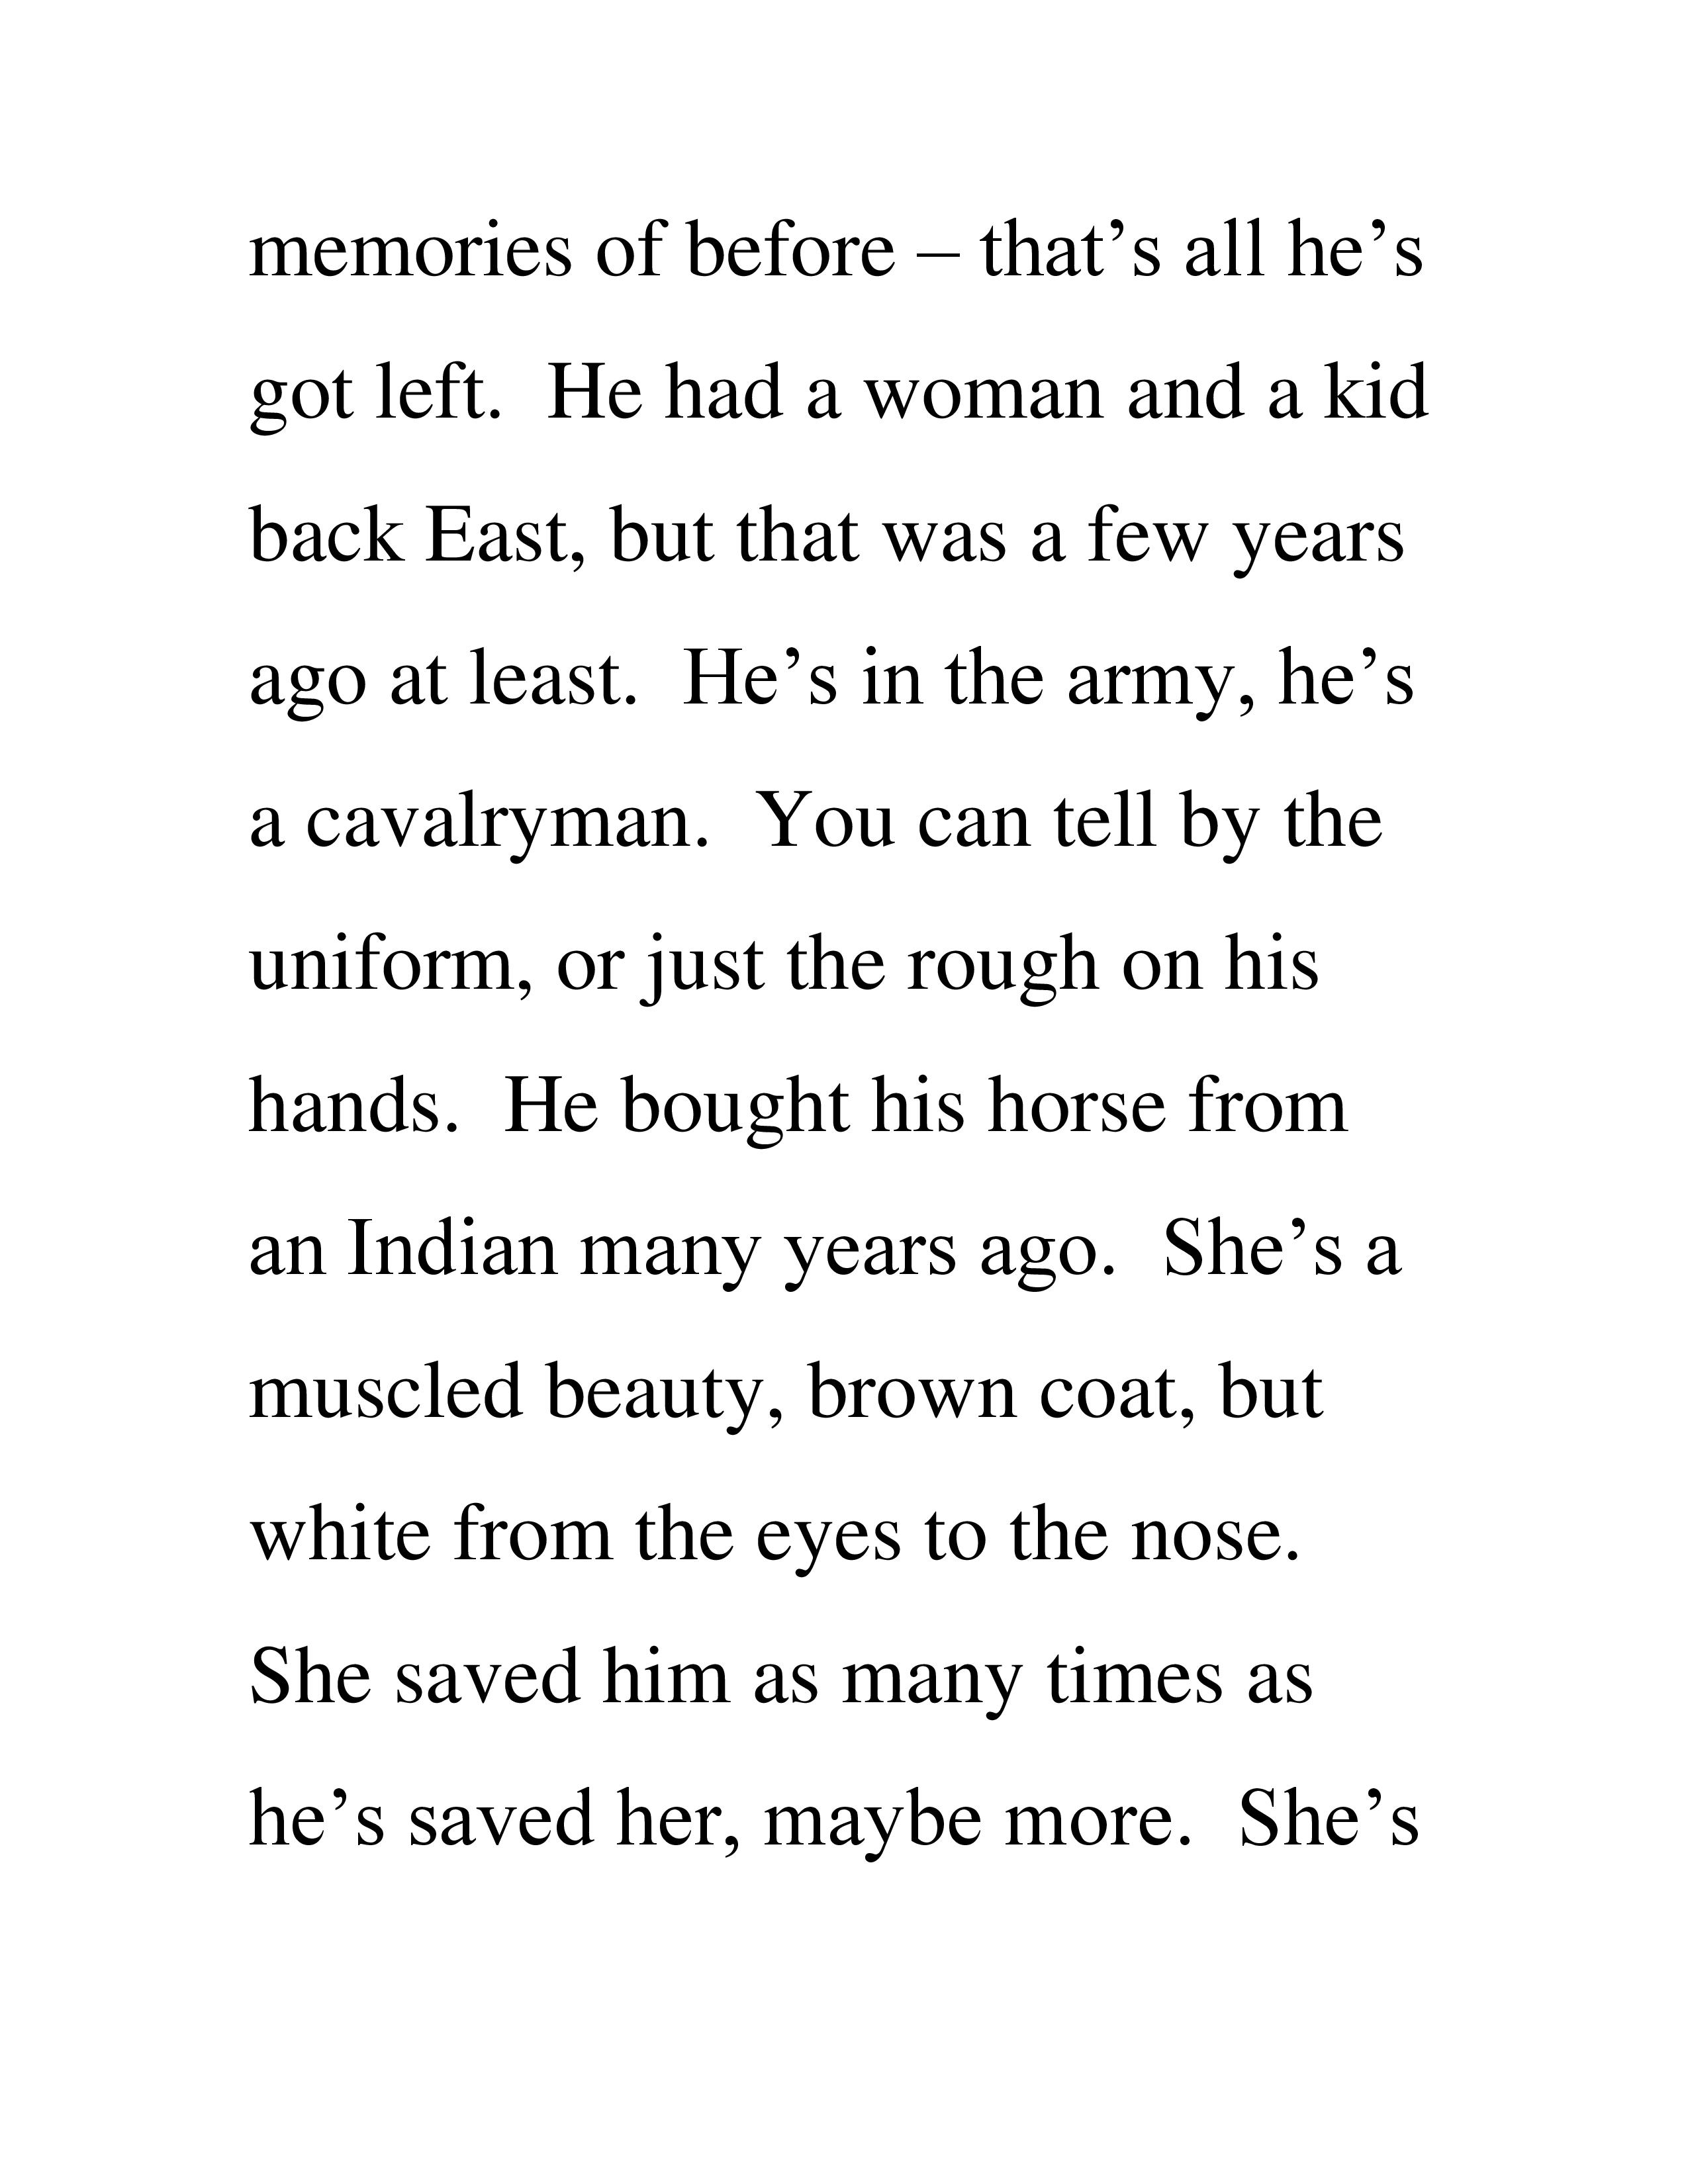 memories of before – that’s all he’s
got left.  He had a woman and a kid
back East, but that was a few years
ago at least.  He’s in the army, he’s
a cavalryman.  You can tell by the
uniform, or just the rough on his
hands.  He bought his horse from
an Indian many years ago.  She’s a
muscled beauty, brown coat, but
white from the eyes to the nose.
She saved him as many times as
he’s saved her, maybe more.  She’s